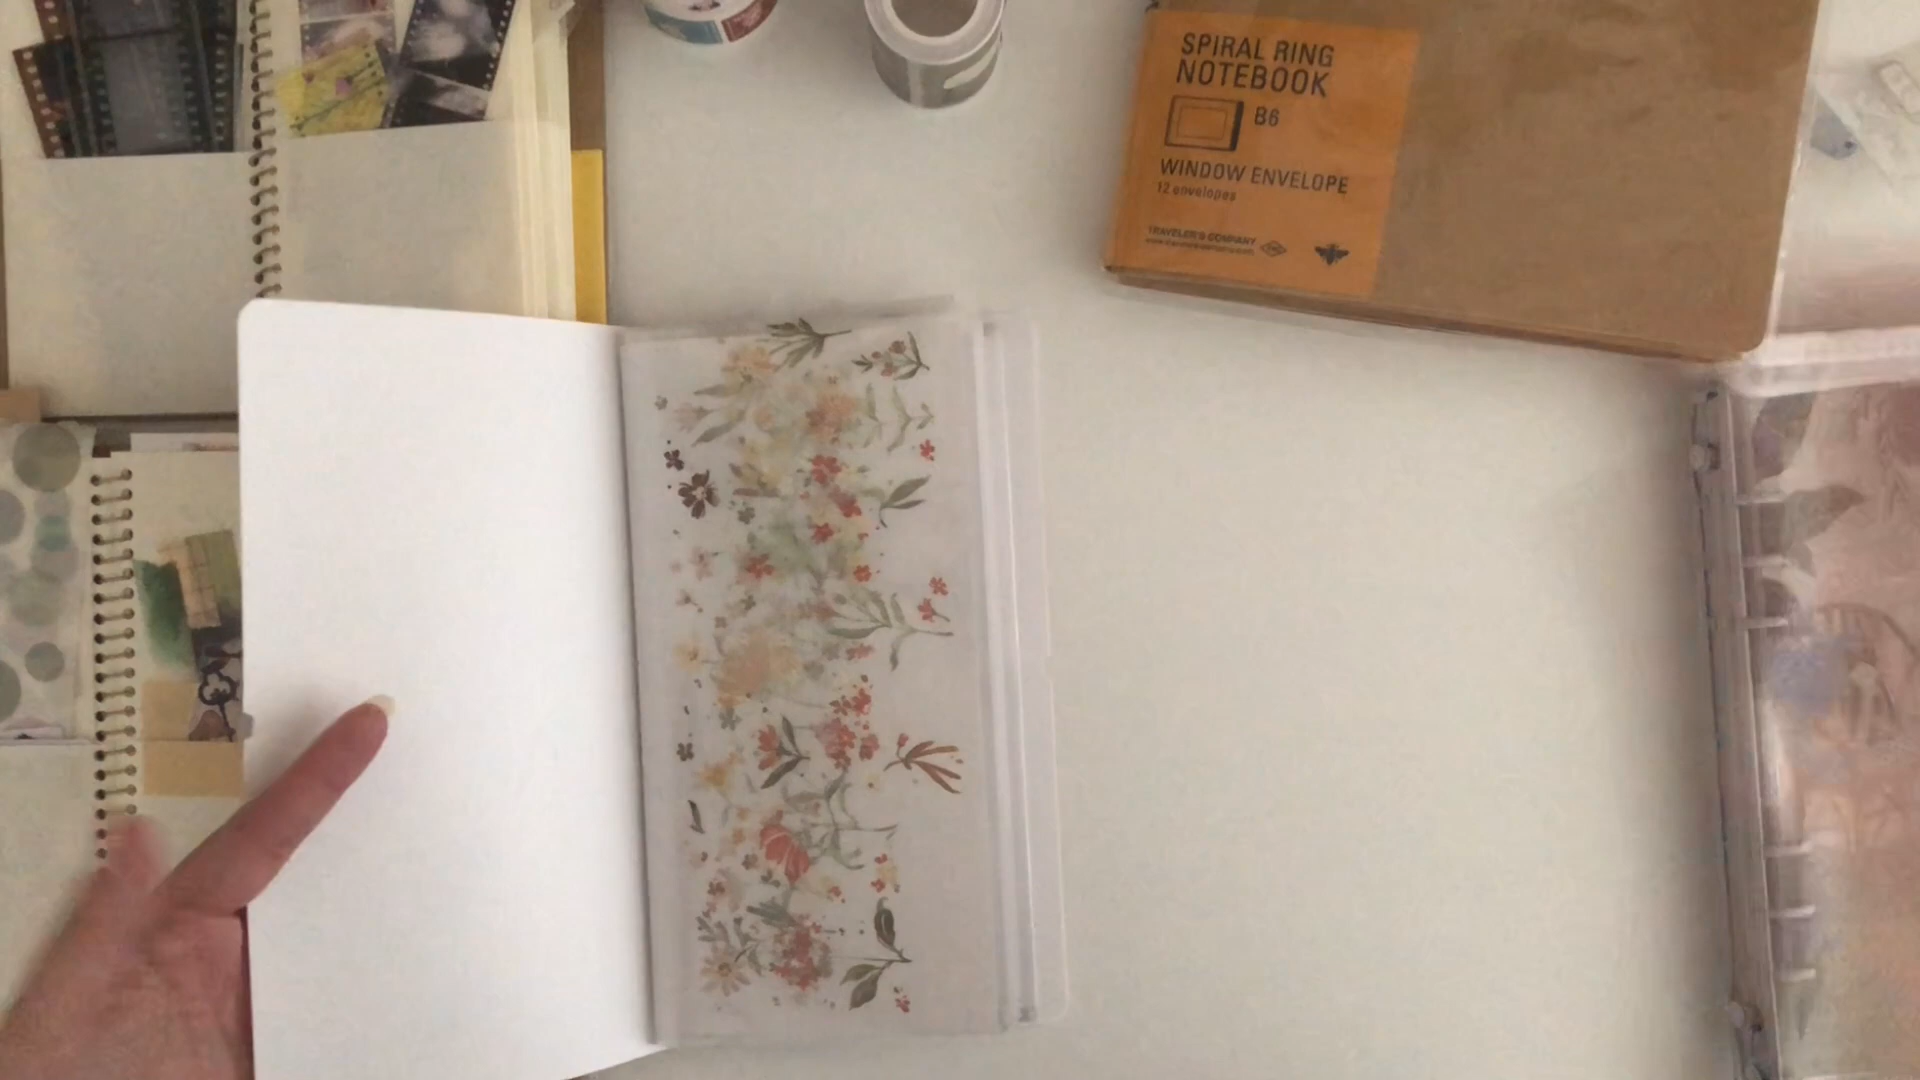 SPIRAL RING
NOTEBOOK
B6
WINDOW ENVELOPE
12 envelopes
TRAVELER'S COMPANY